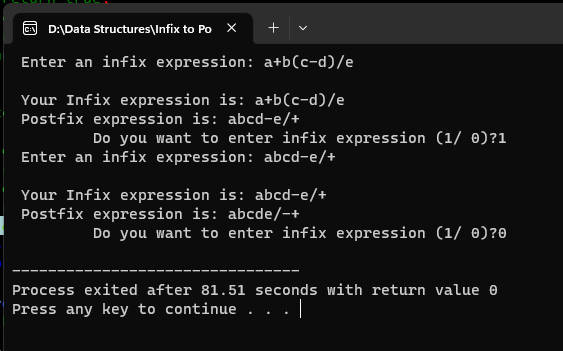 return true;
D:\Data Structures\Infix to Po
Enter an infix expression: a+b(c-d)/e
Your Infix expression is: a+b(c-d)/e
Postfix expression is: abcd-e/+
Do you want to enter infix expression (1/ 0)?1
Enter an infix expression: abcd-e/+
Your Infix expression is: abcd-e/+
Postfix expression is: abcde/-+
Do you want to enter infix expression (1/ 0)?0
--------------------------------
Process exited after 81.51 seconds with return value 0
Press any key to continue . . .